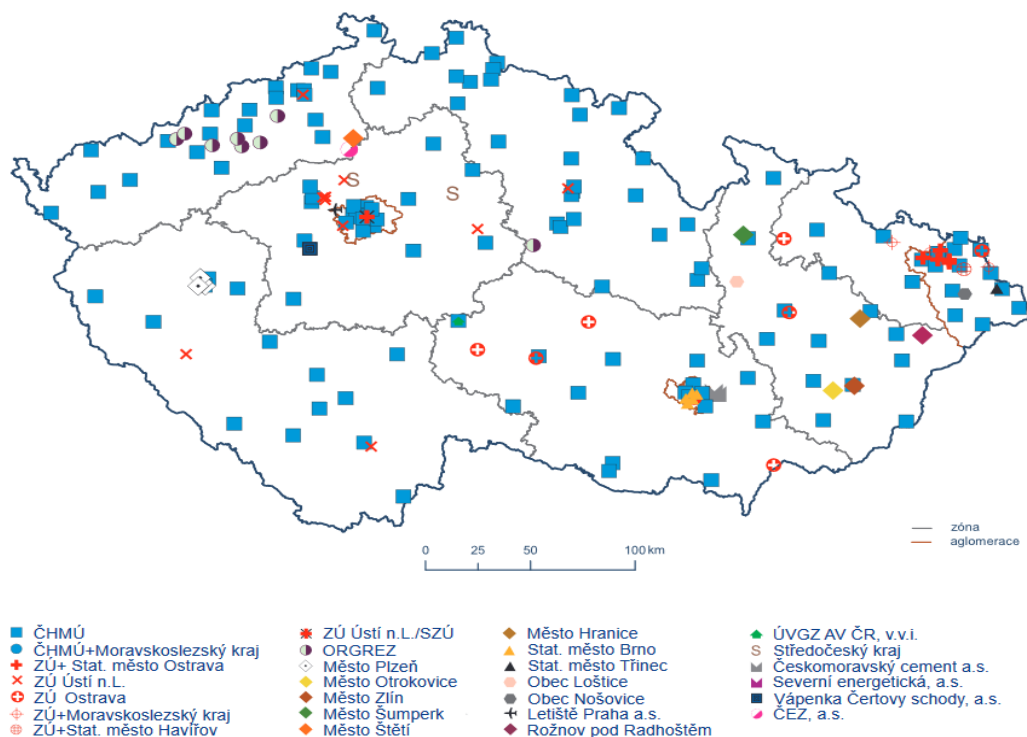 S
S
zóna
aglomerace
0 25 50 100 km
ČHMÚ
ČHMÚ+Moravskoslezský kraj
ZÚ+ Stat. město Ostrava
ZÚ Ústí n.L.
ZÚ Ostrava
ZÚ+Moravskoslezský kraj
ZÚ+Stat. město Havířov
ZÚ Ústí n.L./SZÚ
ORGREZ
Město Plzeň
Město Otrokovice
Město Zlín
Město Šumperk
Město Štětí
Město Hranice
Stat. město Brno
Stat. město Třinec
Obec Loštice
Obec Nošovice
Letiště Praha a.s.
Rožnov pod Radhoštěm
ÚVGZ AV ČR, v.v.i.
S Středočeský kraj
Českomoravský cement a.s.
Severní energetická, a.s.
Vápenka Čertovy schody, a.s.
ČEZ, a.s.